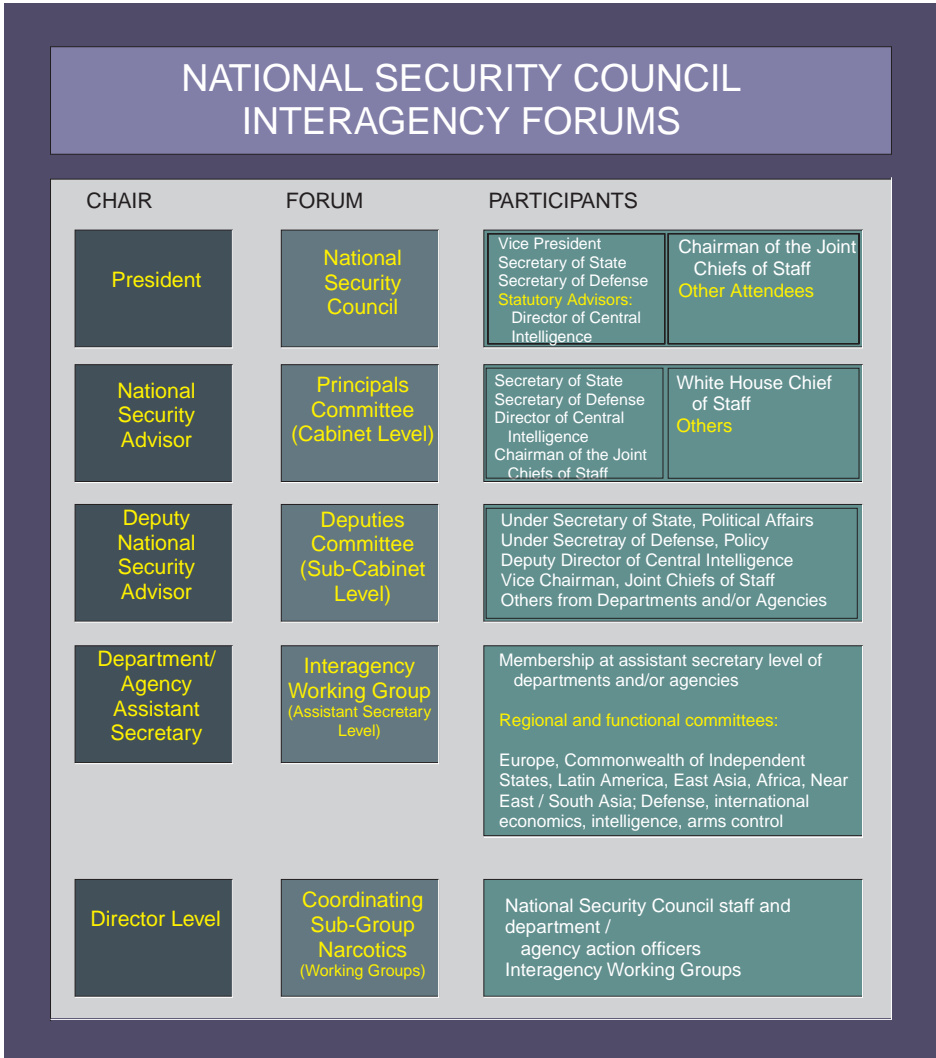 NATIONAL SECURITY COUNCIL
INTERAGENCY FORUMS
CHAIR
FORUM
PARTICIPANTS
President
National
Security
Council
Vice President
Secretary of State
Secretary of Defense
Statutory Advisors:
Director of Central
Intelligence
Chairman of the Joint
Chiefs of Staff
Other Attendees
National
Security
Advisor
Principals
Committee
(Cabinet Level)
Secretary of State
Secretary of Defense
Director of Central
Intelligence
Chairman of the Joint
Chiefs of Staff
White House Chief
of Staff
Others
Deputy
National
Security
Advisor
Deputies
Committee
(Sub-Cabinet
Level)
Under Secretary of State, Political Affairs
Under Secretray of Defense, Policy
Deputy Director of Central Intelligence
Vice Chairman, Joint Chiefs of Staff
Others from Departments and/or Agencies
Department/
Agency
Assistant
Secretary
Interagency
Working Group
(Assistant Secretary
Level)
Membership at assistant secretary level of
departments and/or agencies
Regional and functional committees:
Europe, Commonwealth of Independent
States, Latin America, East Asia, Africa, Near
East / South Asia; Defense, international
economics, intelligence, arms control
Director Level
Coordinating
Sub-Group
Narcotics
(Working Groups)
National Security Council staff and
department /
agency action officers
Interagency Working Groups